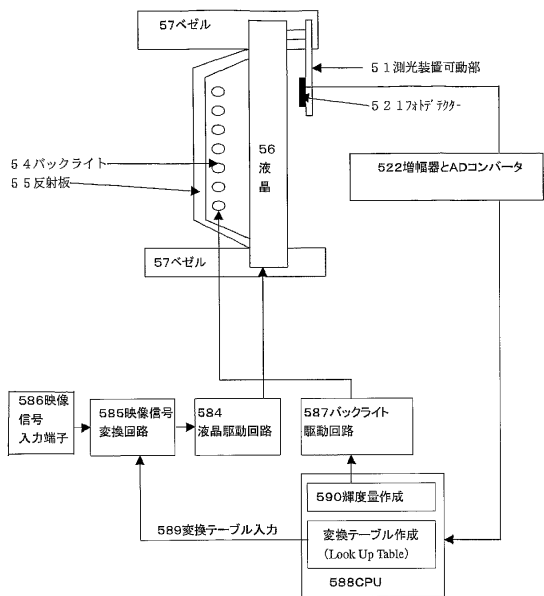 57ベゼル
51測光装置可動部
521フォトデテクター
56
液
晶
54バックライト
55反射板
522増幅器とADコンバータ
57ベゼル
586映像
信号
入力端子
585映像信号
変換回路
584
液晶駆動回路
587バックライト
駆動回路
590輝度量作成
589変換テーブル入力
変換テーブル作成
(Look Up Table)
588CPU